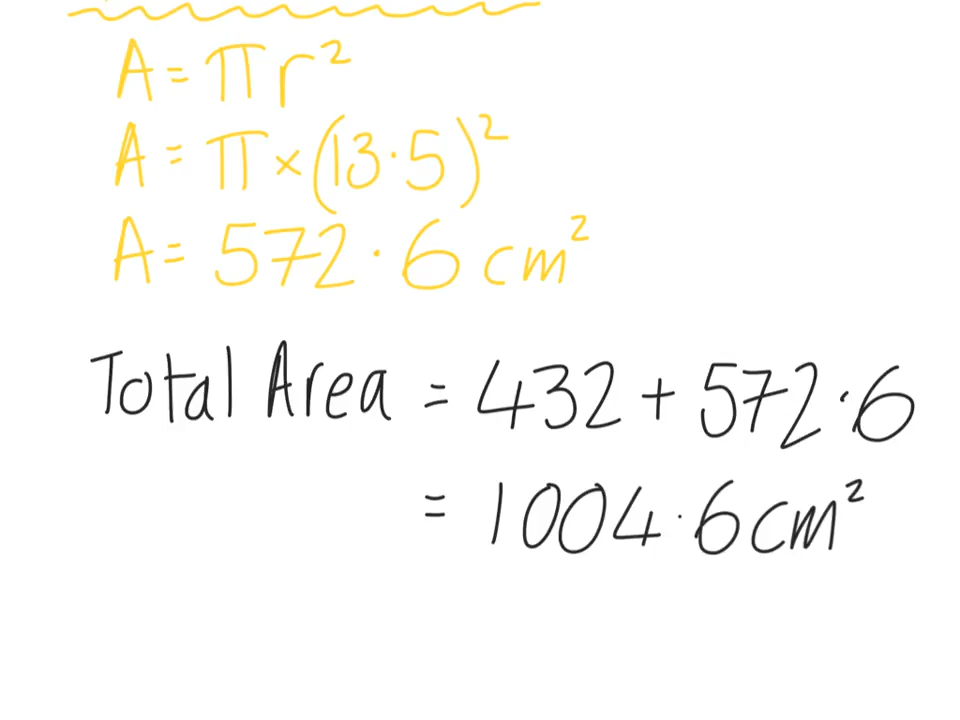 A = πr²
A = π × (13·5)²
A = 572·6 cm²
Total Area = 432 + 572·6
= 1004·6 cm²